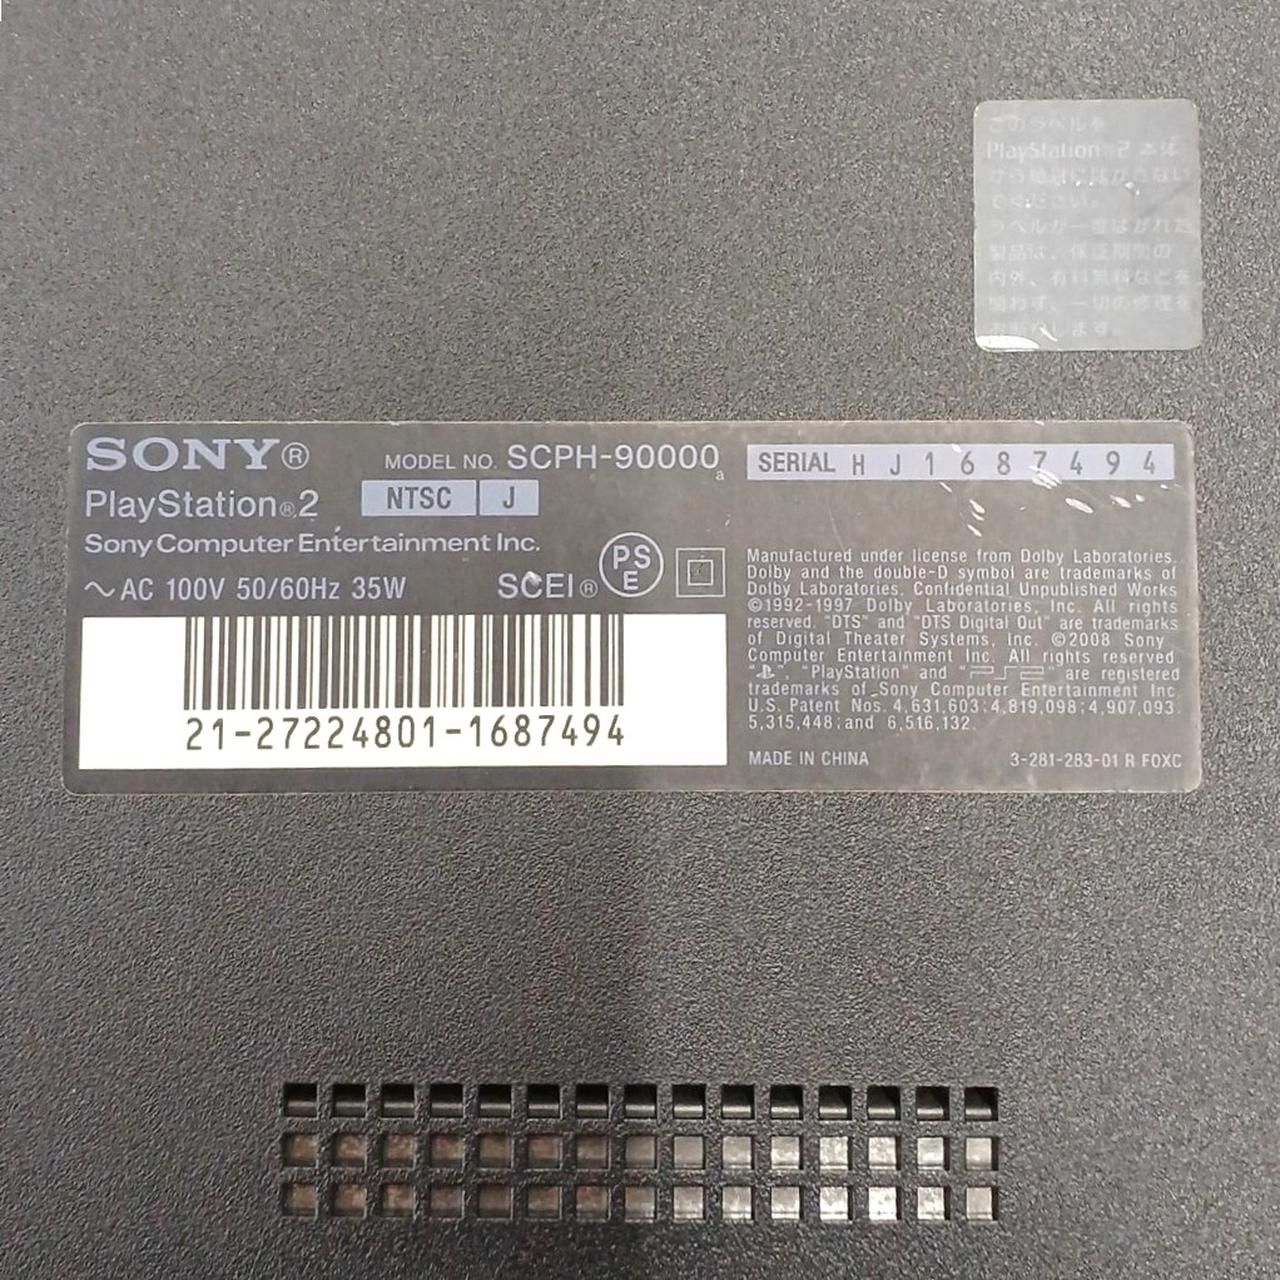 このラベルを
PlayStation®2 本体
から絶対にはがさない
でください。
ラベルが一度はがれた
製品は、保証期間の
内外、有料無料などを
問わず、一切の修理を
お断りします。
SONY® MODEL NO. SCPH-90000 a SERIAL HJ1687494
PlayStation®2 NTSC J
Sony Computer Entertainment Inc.
~AC 100V 50/60Hz 35W SCEI® PSE
21-27224801-1687494
Manufactured under license from Dolby Laboratories.
Dolby and the double-D symbol are trademarks of
Dolby Laboratories, Confidential Unpublished Works
©1992-1997 Dolby Laboratories, Inc. All rights
reserved. "DTS" and "DTS Digital Out" are trademarks
of Digital Theater Systems, Inc. ©2008 Sony
Computer Entertainment Inc. All rights reserved
"PS", "PlayStation" and "PS2" are registered
trademarks of Sony Computer Entertainment Inc
U.S. Patent Nos. 4,631,603;4,819,098;4,907,093;
5,315,448;and 6,516,132.
MADE IN CHINA 3-281-283-01 R FOXC